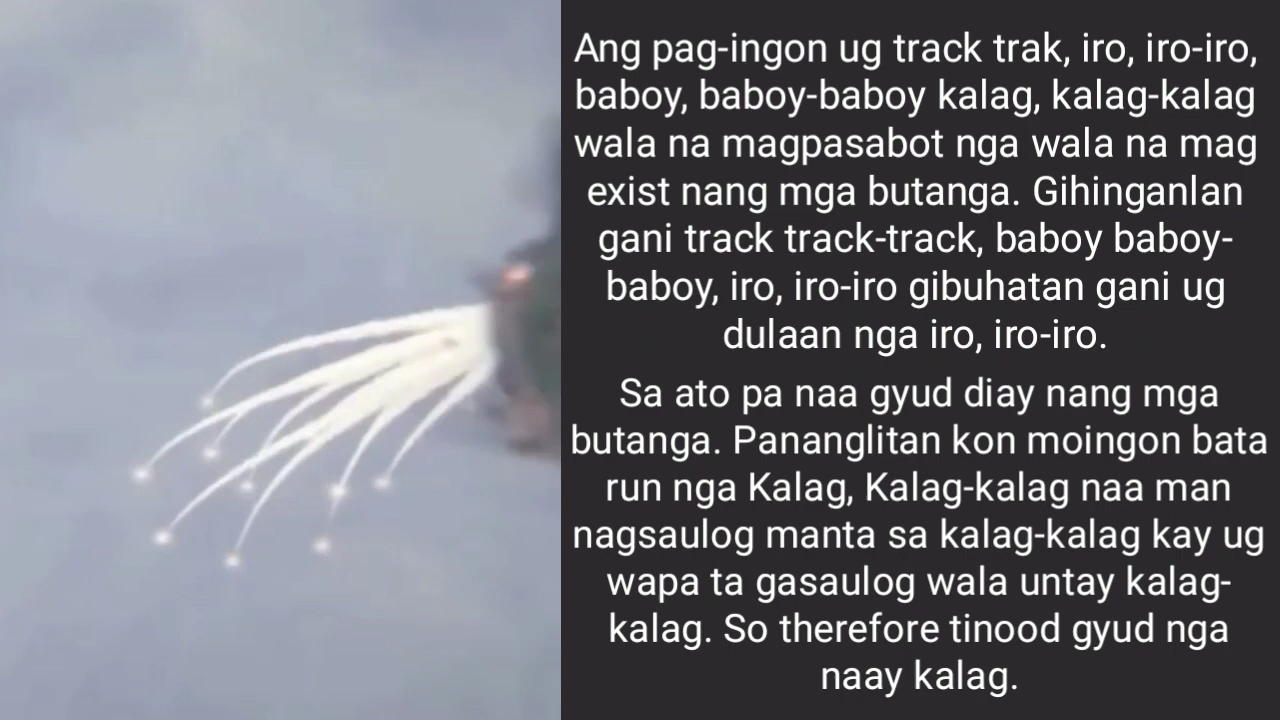 Ang pag-ingon ug track trak, iro, iro-iro,
baboy, baboy-baboy kalag, kalag-kalag
wala na magpasabot nga wala na mag
exist nang mga butanga. Gihinganlan
gani track track-track, baboy baboy-
baboy, iro, iro-iro gibuhatan gani ug
dulaan nga iro, iro-iro.
Sa ato pa naa gyud diay nang mga
butanga. Pananglitan kon moingon bata
run nga Kalag, Kalag-kalag naa man
nagsaulog manta sa kalag-kalag kay ug
wapa ta gasaulog wala untay kalag-
kalag. So therefore tinood gyud nga
naay kalag.